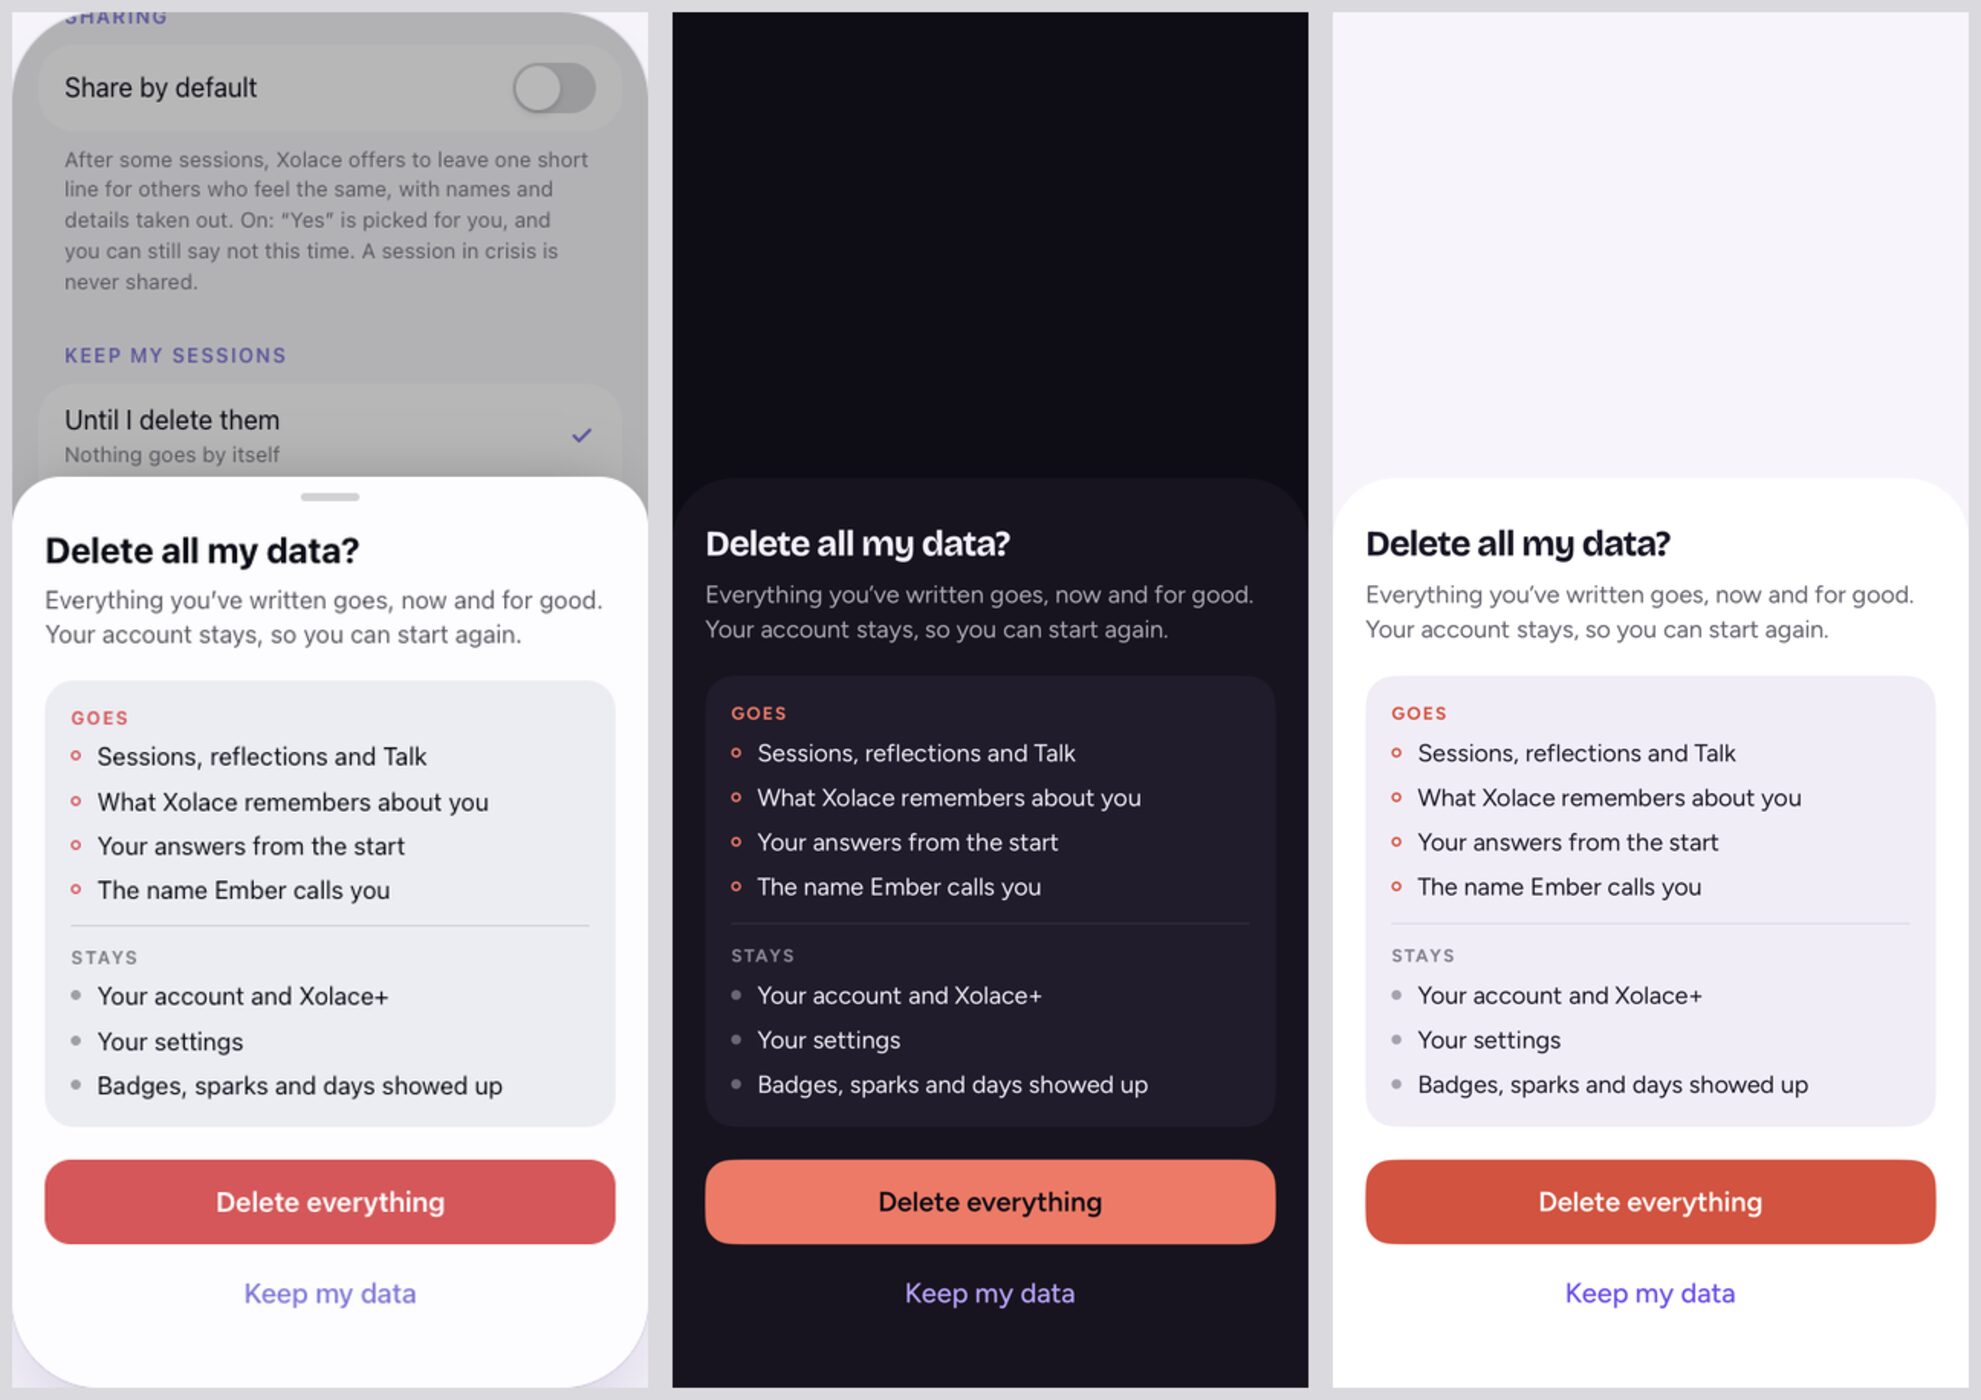 SHARING
Share by default
After some sessions, Xolace offers to leave one short
line for others who feel the same, with names and
details taken out. On: “Yes” is picked for you, and
you can still say not this time. A session in crisis is
never shared.
KEEP MY SESSIONS
Until I delete them
Nothing goes by itself
Delete all my data?
Everything you’ve written goes, now and for good.
Your account stays, so you can start again.
GOES
Sessions, reflections and Talk
What Xolace remembers about you
Your answers from the start
The name Ember calls you
STAYS
Your account and Xolace+
Your settings
Badges, sparks and days showed up
Delete everything
Keep my data
Delete all my data?
Everything you’ve written goes, now and for good.
Your account stays, so you can start again.
GOES
Sessions, reflections and Talk
What Xolace remembers about you
Your answers from the start
The name Ember calls you
STAYS
Your account and Xolace+
Your settings
Badges, sparks and days showed up
Delete everything
Keep my data
Delete all my data?
Everything you’ve written goes, now and for good.
Your account stays, so you can start again.
GOES
Sessions, reflections and Talk
What Xolace remembers about you
Your answers from the start
The name Ember calls you
STAYS
Your account and Xolace+
Your settings
Badges, sparks and days showed up
Delete everything
Keep my data